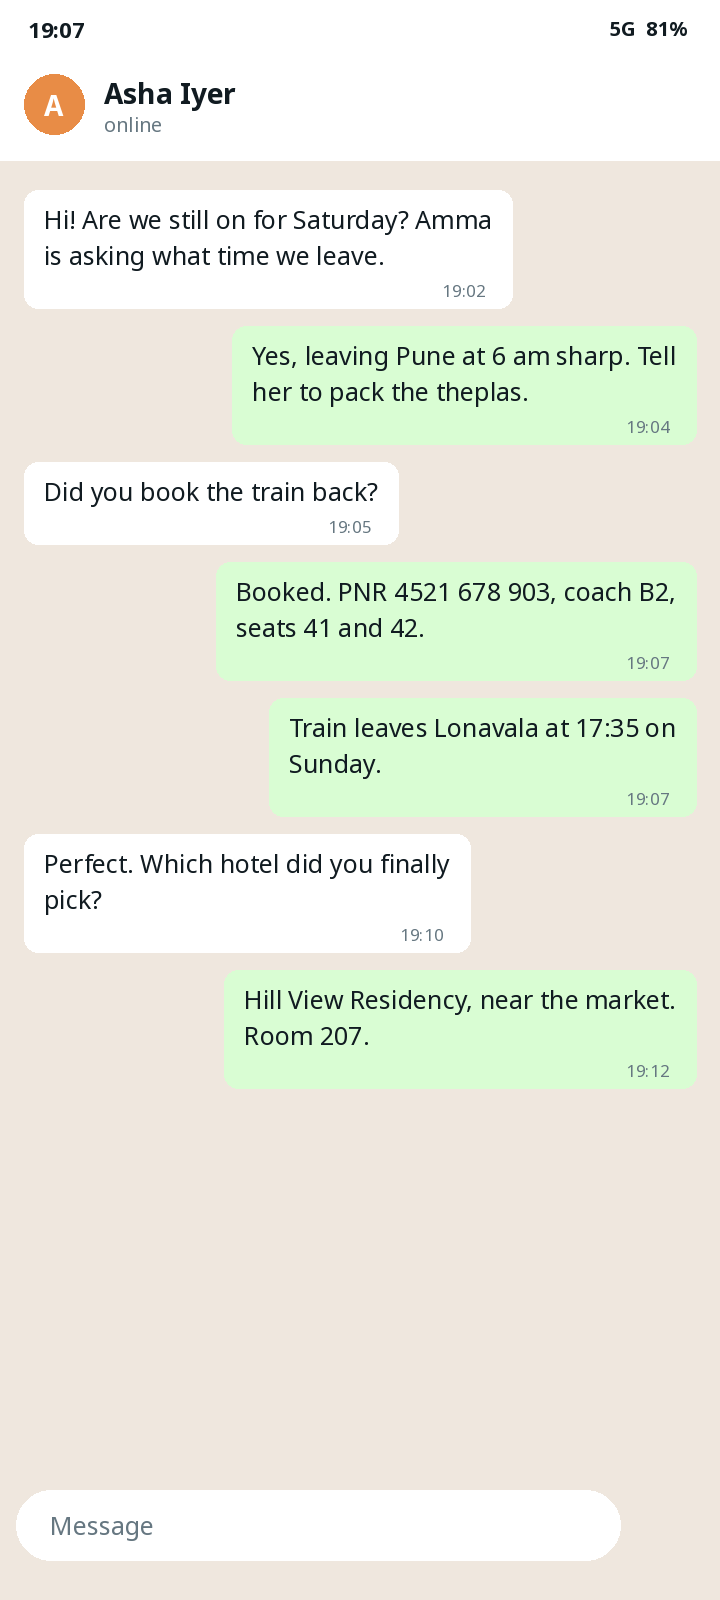 19:07
5G 81%
A
Asha Iyer
online
Hi! Are we still on for Saturday? Amma
is asking what time we leave.
19:02
Yes, leaving Pune at 6 am sharp. Tell
her to pack the theplas.
19:04
Did you book the train back?
19:05
Booked. PNR 4521 678 903, coach B2,
seats 41 and 42.
19:07
Train leaves Lonavala at 17:35 on
Sunday.
19:07
Perfect. Which hotel did you finally
pick?
19:10
Hill View Residency, near the market.
Room 207.
19:12
Message